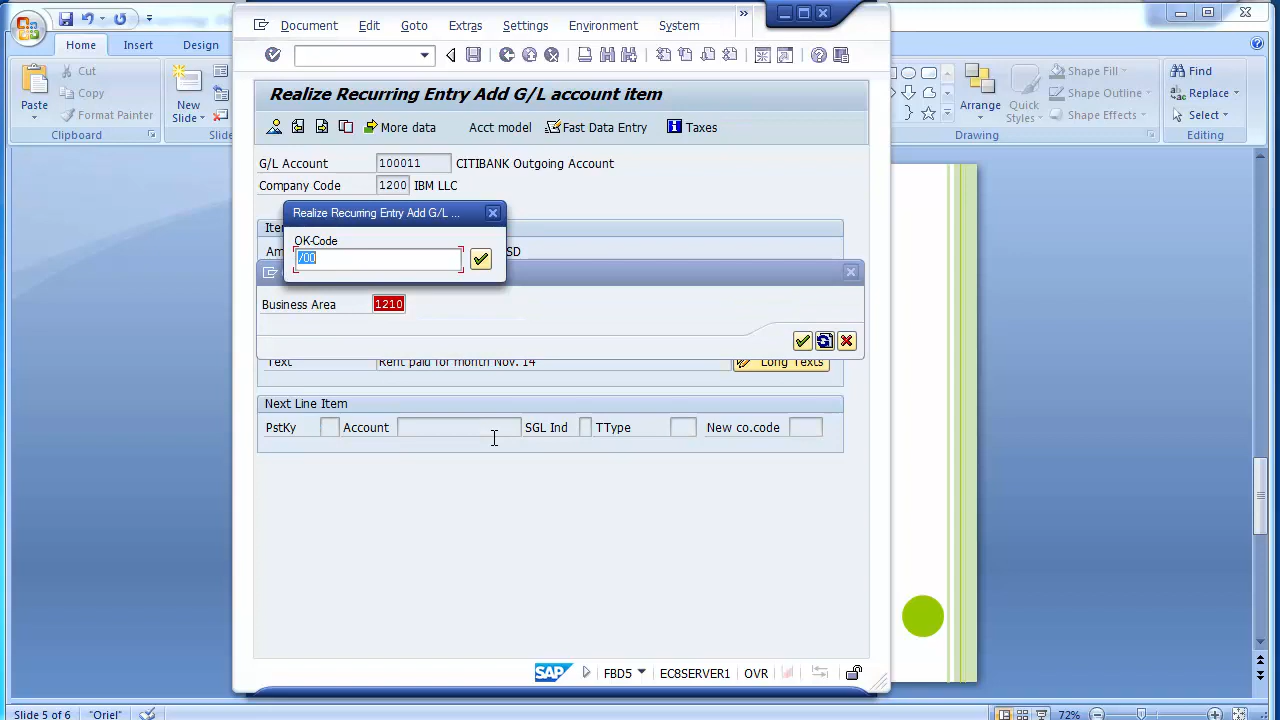 Document Edit Goto Extras Settings Environment System »
Home Insert Design
Cut
Copy
Format Painter
Paste
Clipboard
New
Slide
Slide
Realize Recurring Entry Add G/L account item
More data Acct model Fast Data Entry Taxes
G/L Account 100011 CITIBANK Outgoing Account
Company Code 1200 IBM LLC
Realize Recurring Entry Add G/L ...
OK-Code
/00
SD
Business Area 1210
Text Rent paid for month Nov. 14 Long Texts
Next Line Item
PstKy Account SGL Ind TType New co.code
Arrange
Quick
Styles
Shape Fill
Shape Outline
Shape Effects
Drawing
Find
Replace
Select
Editing
SAP FBD5 EC8SERVER1 OVR
Slide 5 of 6 "Oriel" 72%